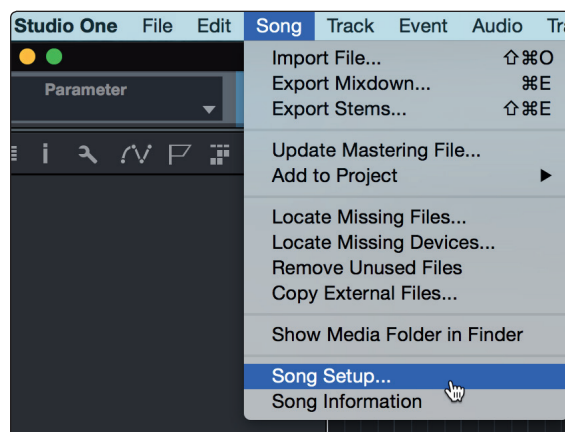 Studio One File Edit Song Track Event Audio Tr
Parameter
Import File... ⇧⌘O
Export Mixdown... ⌘E
Export Stems... ⇧⌘E
Update Mastering File...
Add to Project
Locate Missing Files...
Locate Missing Devices...
Remove Unused Files
Copy External Files...
Show Media Folder in Finder
Song Setup...
Song Information